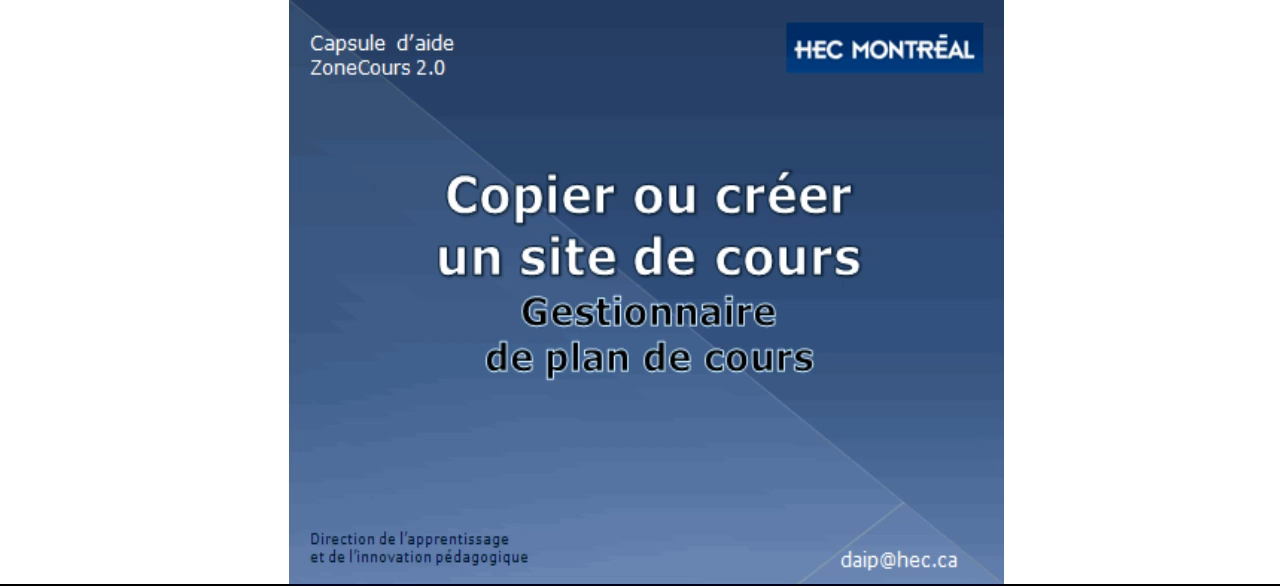 Capsule d'aide
ZoneCours 2.0
HEC MONTRĒAL
Copier ou créer
un site de cours
Gestionnaire
de plan de cours
Direction de l'apprentissage
et de l'innovation pédagogique
daip@hec.ca